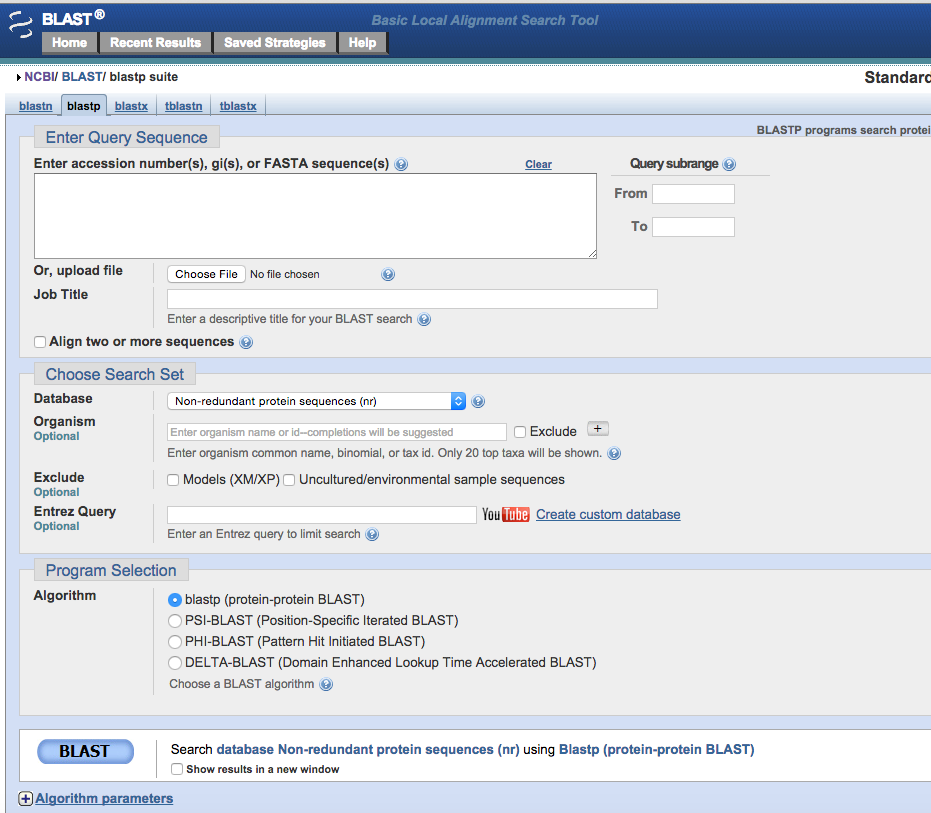 BLAST® Basic Local Alignment Search Tool
Home Recent Results Saved Strategies Help
NCBI/ BLAST/ blastp suite Standard
blastn blastp blastx tblastn tblastx
BLASTP programs search protei
Enter Query Sequence
Enter accession number(s), gi(s), or FASTA sequence(s) Clear Query subrange
From
To
Or, upload file Choose File No file chosen
Job Title
Enter a descriptive title for your BLAST search
Align two or more sequences
Choose Search Set
Database Non-redundant protein sequences (nr)
Organism
Optional
Enter organism name or id--completions will be suggested Exclude +
Enter organism common name, binomial, or tax id. Only 20 top taxa will be shown.
Exclude Models (XM/XP) Uncultured/environmental sample sequences
Optional
Entrez Query YouTube Create custom database
Optional
Enter an Entrez query to limit search
Program Selection
Algorithm
blastp (protein-protein BLAST)
PSI-BLAST (Position-Specific Iterated BLAST)
PHI-BLAST (Pattern Hit Initiated BLAST)
DELTA-BLAST (Domain Enhanced Lookup Time Accelerated BLAST)
Choose a BLAST algorithm
BLAST Search database Non-redundant protein sequences (nr) using Blastp (protein-protein BLAST)
Show results in a new window
Algorithm parameters